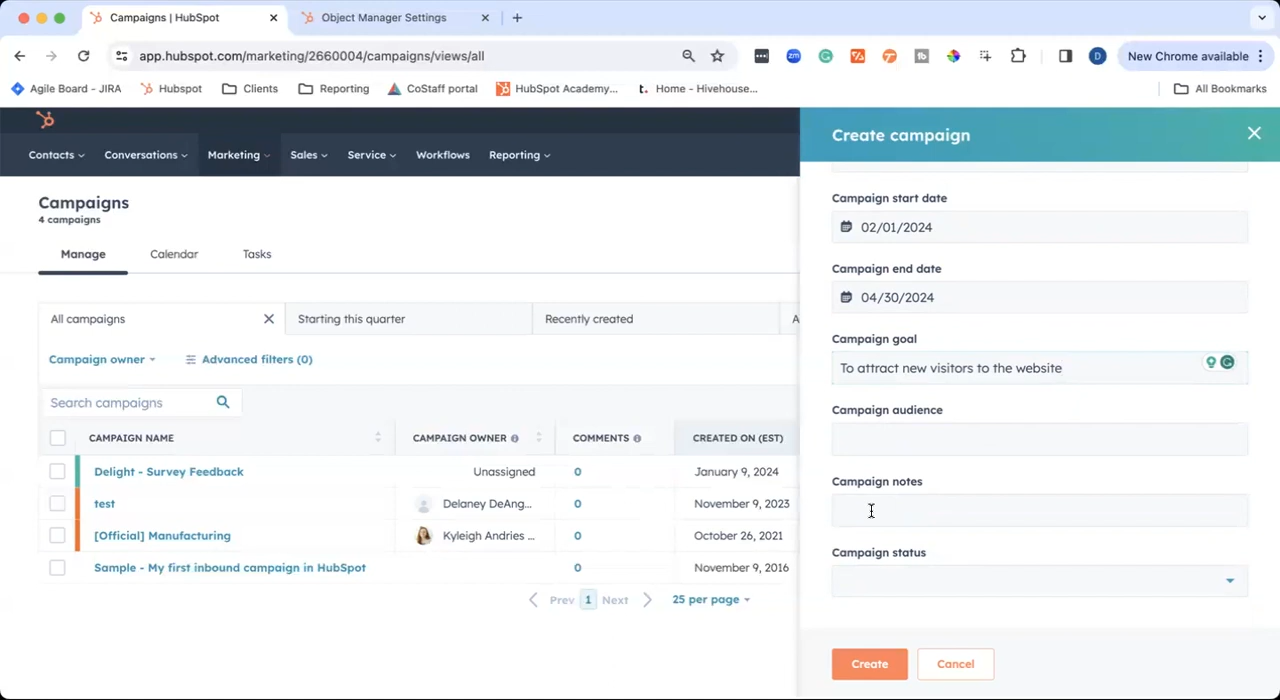 Campaigns | HubSpot
Object Manager Settings
app.hubspot.com/marketing/2660004/campaigns/views/all
New Chrome available
Agile Board - JIRA
Hubspot
Clients
Reporting
CoStaff portal
HubSpot Academy...
Home - Hivehouse...
All Bookmarks
Contacts
Conversations
Marketing
Sales
Service
Workflows
Reporting
Campaigns
4 campaigns
Manage
Calendar
Tasks
All campaigns
Starting this quarter
Recently created
A
Campaign owner
Advanced filters (0)
Search campaigns
CAMPAIGN NAME
CAMPAIGN OWNER
COMMENTS
CREATED ON (EST)
Delight - Survey Feedback
Unassigned
0
January 9, 2024
test
Delaney DeAng...
0
November 9, 2023
[Official] Manufacturing
Kyleigh Andries ...
0
October 26, 2021
Sample - My first inbound campaign in HubSpot
0
November 9, 2016
Prev
1
Next
25 per page
Create campaign
Campaign start date
02/01/2024
Campaign end date
04/30/2024
Campaign goal
To attract new visitors to the website
Campaign audience
Campaign notes
Campaign status
Create
Cancel